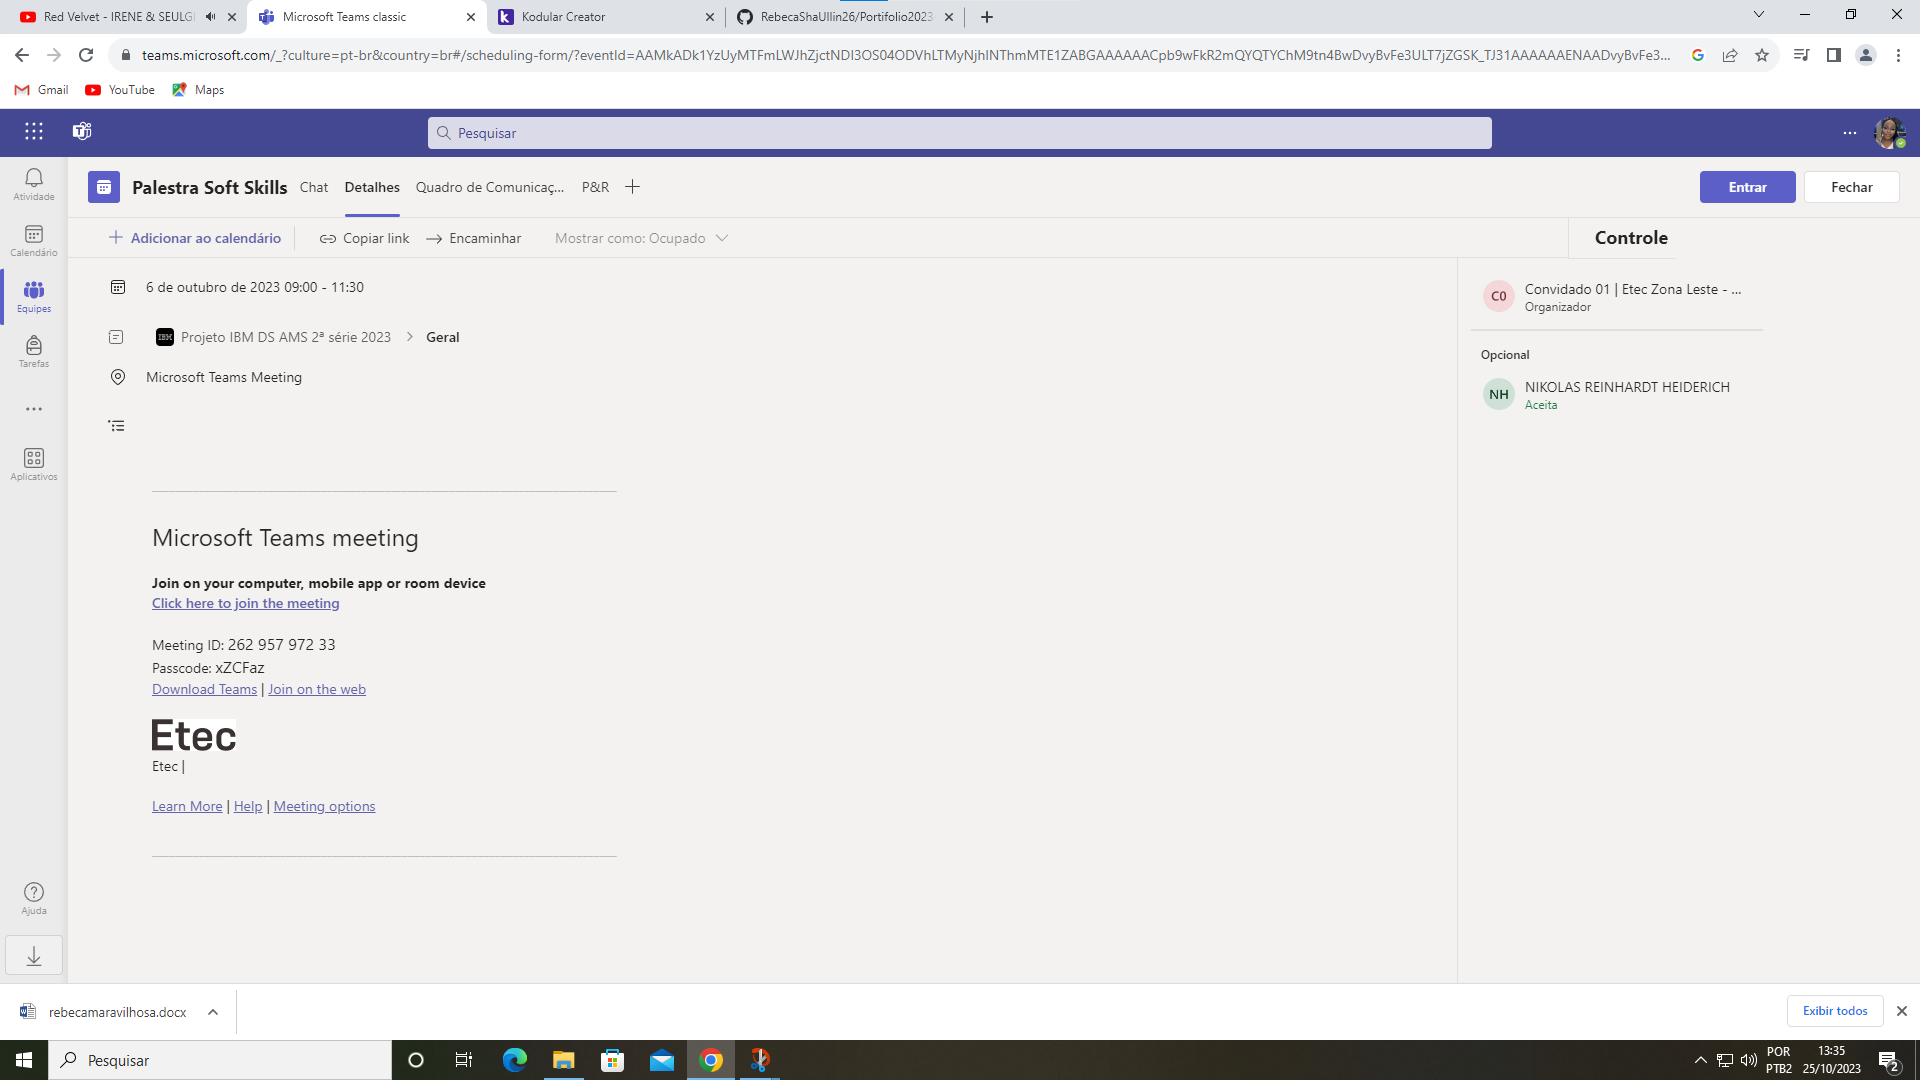 Red Velvet - IRENE & SEULGI
Microsoft Teams classic
Kodular Creator
RebecaShaUllin26/Portifolio2023
teams.microsoft.com/_?culture=pt-br&country=br#/scheduling-form/?eventId=AAMkADk1YzUyMTFmLWJhZjctNDI3OS04ODVhLTMyNjhlNThmMTE1ZABGAAAAAACpb9wFkR2mQYQTYChM9tn4BwDvyBvFe3ULT7jZGSK_TJ31AAAAAAENAADvyBvFe3...
Gmail
YouTube
Maps
Pesquisar
Palestra Soft Skills
Chat
Detalhes
Quadro de Comunicaç...
P&R
Entrar
Fechar
Atividade
Calendário
Equipes
Tarefas
Aplicativos
Ajuda
Adicionar ao calendário
Copiar link
Encaminhar
Mostrar como: Ocupado
Controle
6 de outubro de 2023 09:00 - 11:30
IBM
Projeto IBM DS AMS 2ª série 2023 > Geral
Microsoft Teams Meeting
C0
Convidado 01 | Etec Zona Leste - ...
Organizador
Opcional
NH
NIKOLAS REINHARDT HEIDERICH
Aceita
Microsoft Teams meeting
Join on your computer, mobile app or room device
Click here to join the meeting
Meeting ID: 262 957 972 33
Passcode: xZCFaz
Download Teams | Join on the web
Etec
Etec |
Learn More | Help | Meeting options
rebecamaravilhosa.docx
Exibir todos
Pesquisar
POR
PTB2
13:35
25/10/2023
2